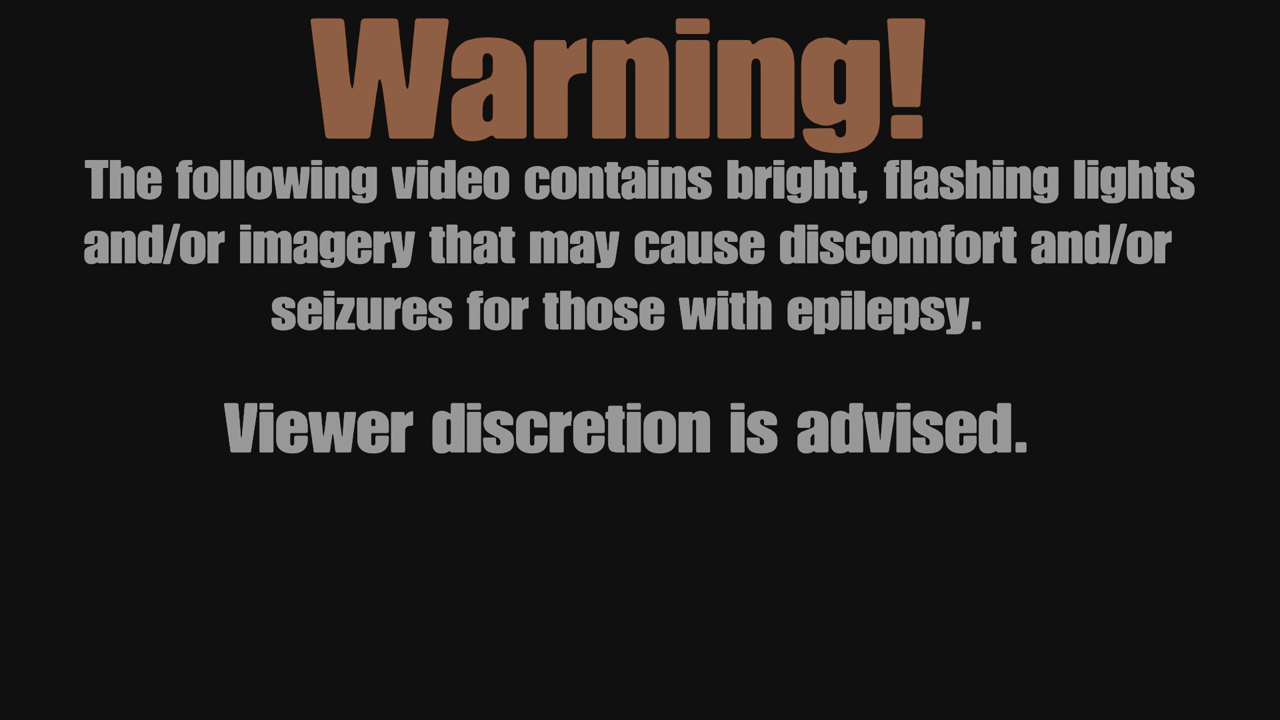 Warning!
The following video contains bright, flashing lights
and/or imagery that may cause discomfort and/or
seizures for those with epilepsy.
Viewer discretion is advised.